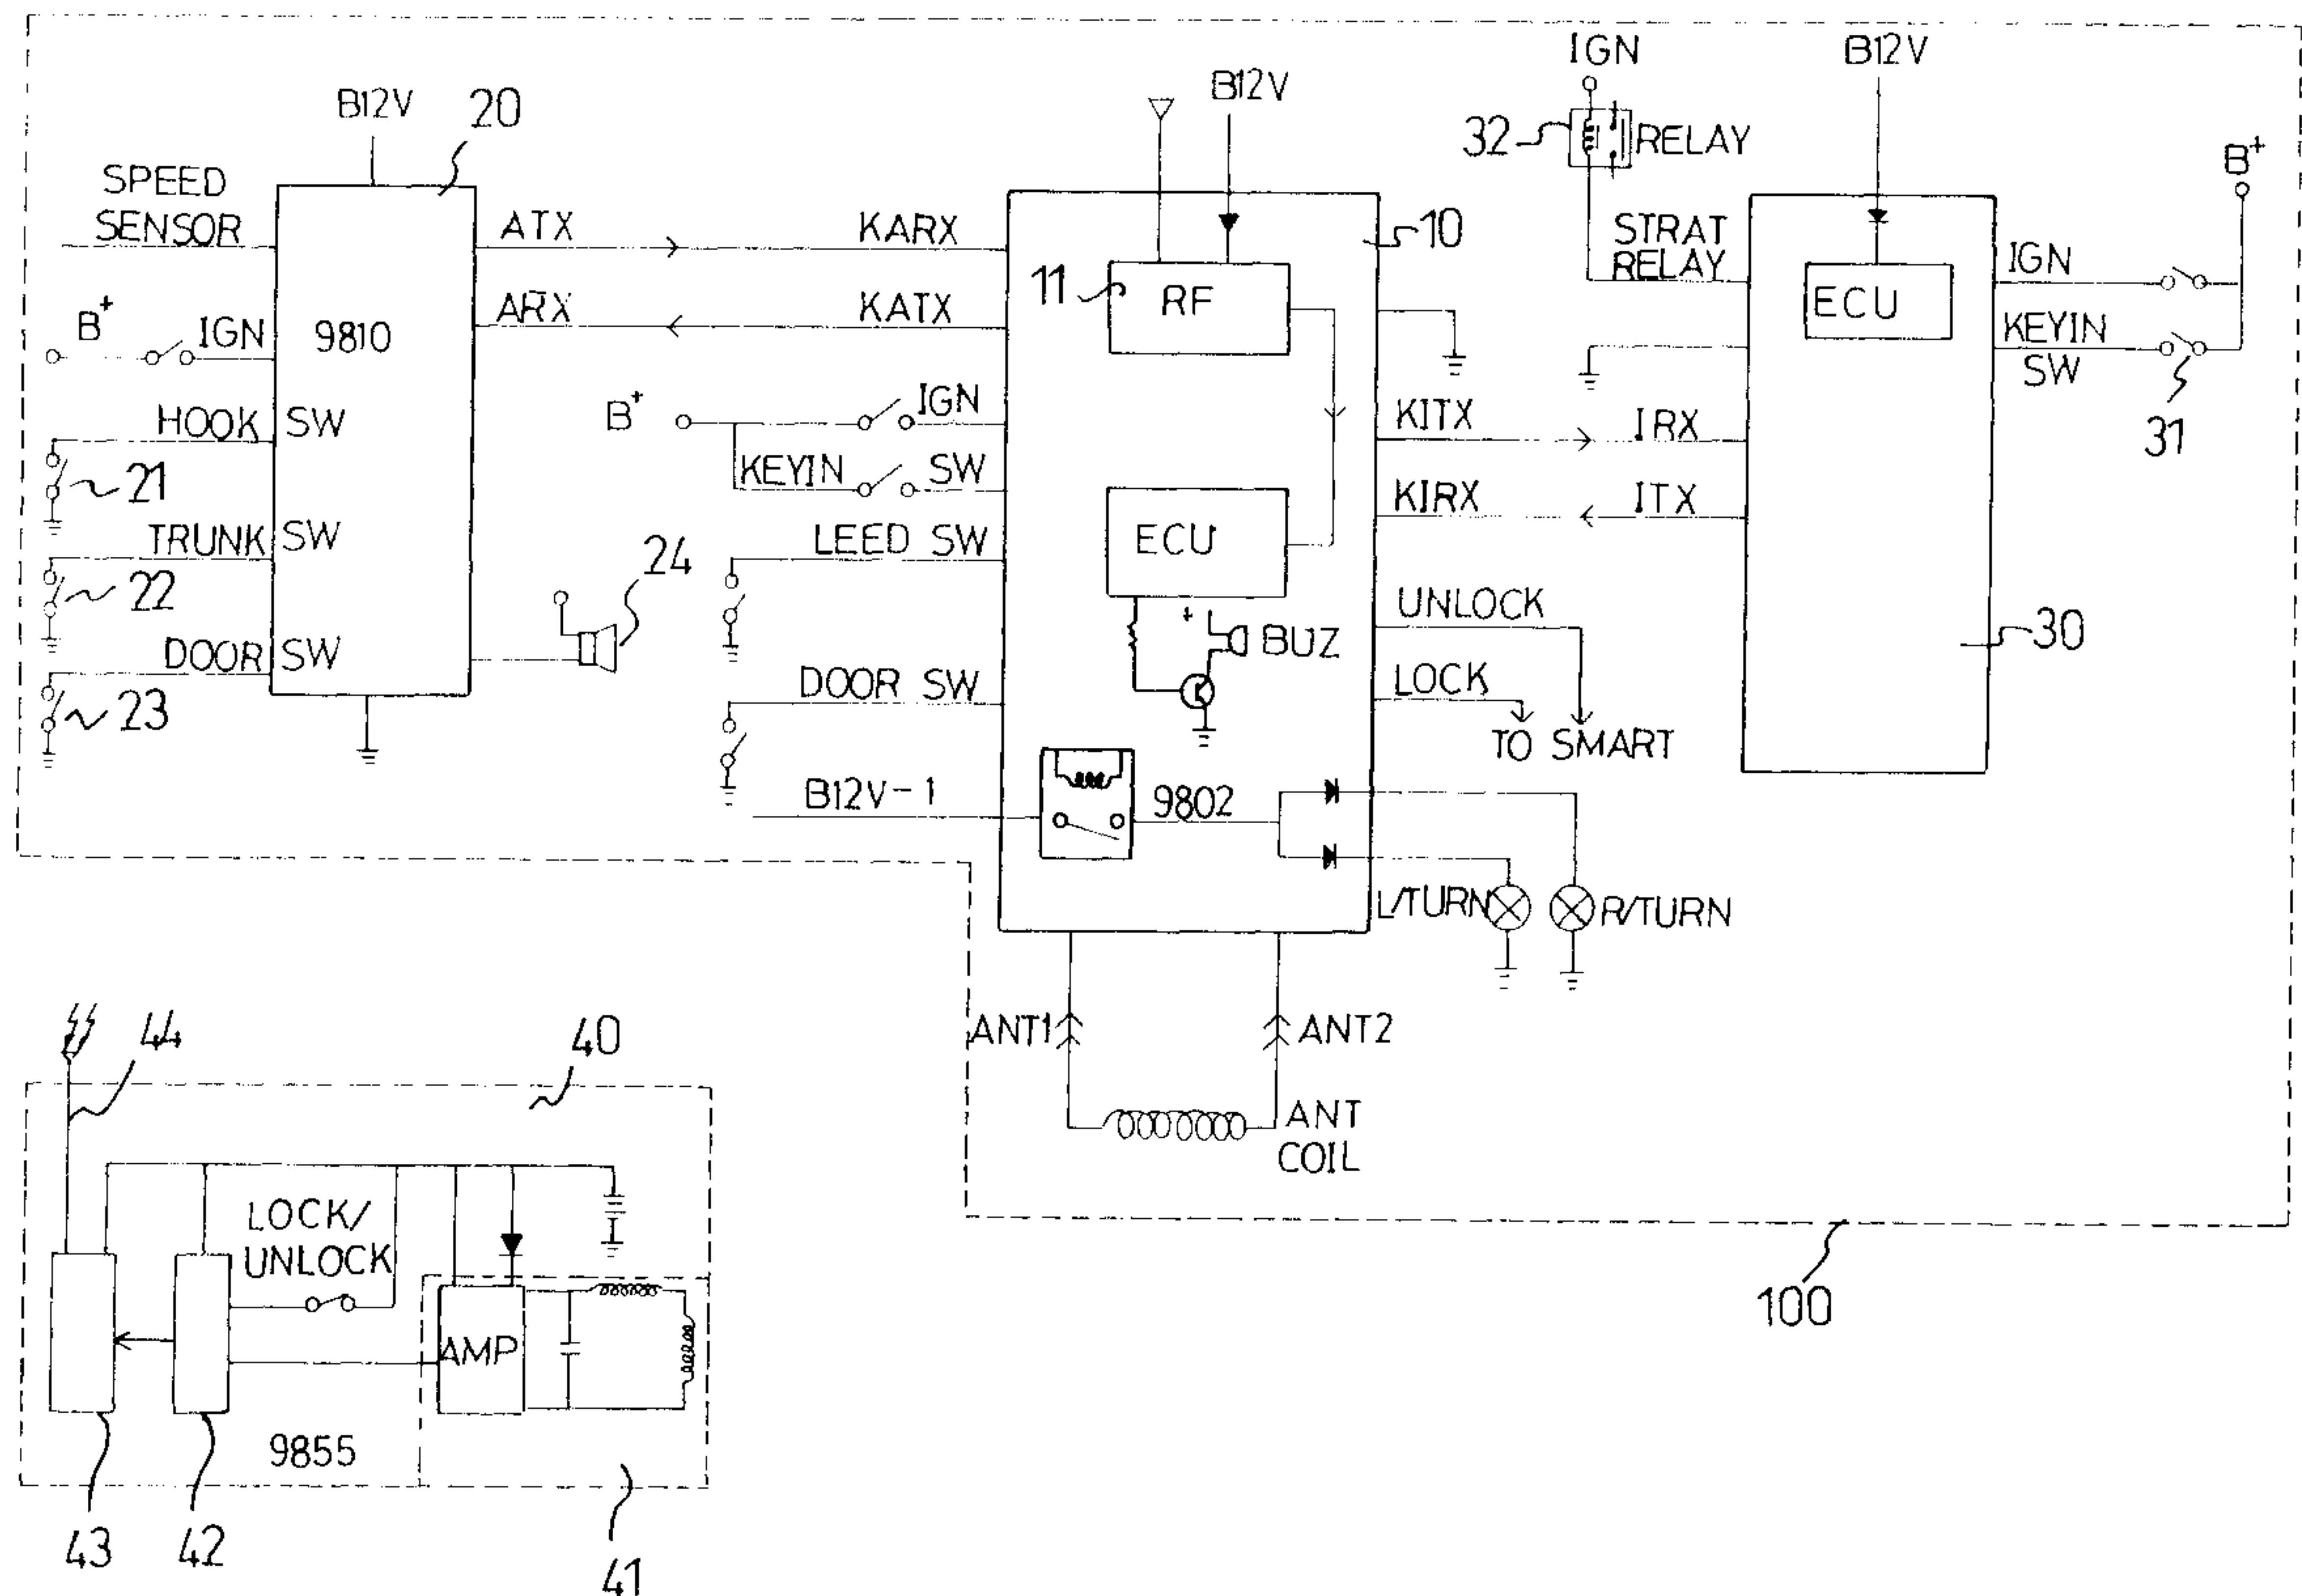 IGN
B12V
B12V
B12V
20
32
RELAY
B+
SPEED
SENSOR
ATX
KARX
10
STRAT
RELAY
IGN
11
RF
ECU
B+
IGN
9810
ARX
KATX
KEYIN
SW
31
HOOK SW
21
B+
IGN
KEYIN SW
KITX
IRX
KIRX
ITX
TRUNK SW
22
LEED SW
ECU
24
UNLOCK
DOOR SW
23
DOOR SW
BUZ
LOCK
TO SMART
30
B12V-1
9802
L/TURN
R/TURN
ANT1
ANT2
ANT
COIL
100
44
40
LOCK/
UNLOCK
AMP
9855
43
42
41